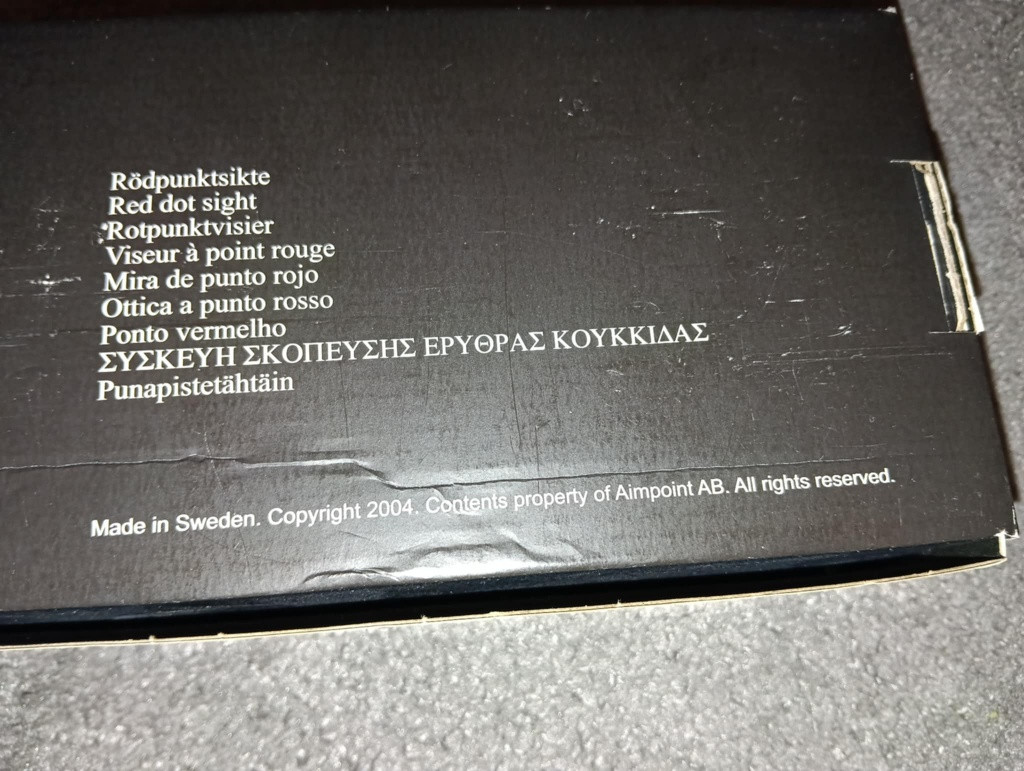 Rödpunktsikte
Red dot sight
Rotpunktvisier
Viseur à point rouge
Mira de punto rojo
Ottica a punto rosso
Ponto vermelho
ΣΥΣΚΕΥΗ ΣΚΟΠΕΥΣΗΣ ΕΡΥΘΡΑΣ ΚΟΥΚΚΙΔΑΣ
Punapistetähtäin
Made in Sweden. Copyright 2004. Contents property of Aimpoint AB. All rights reserved.